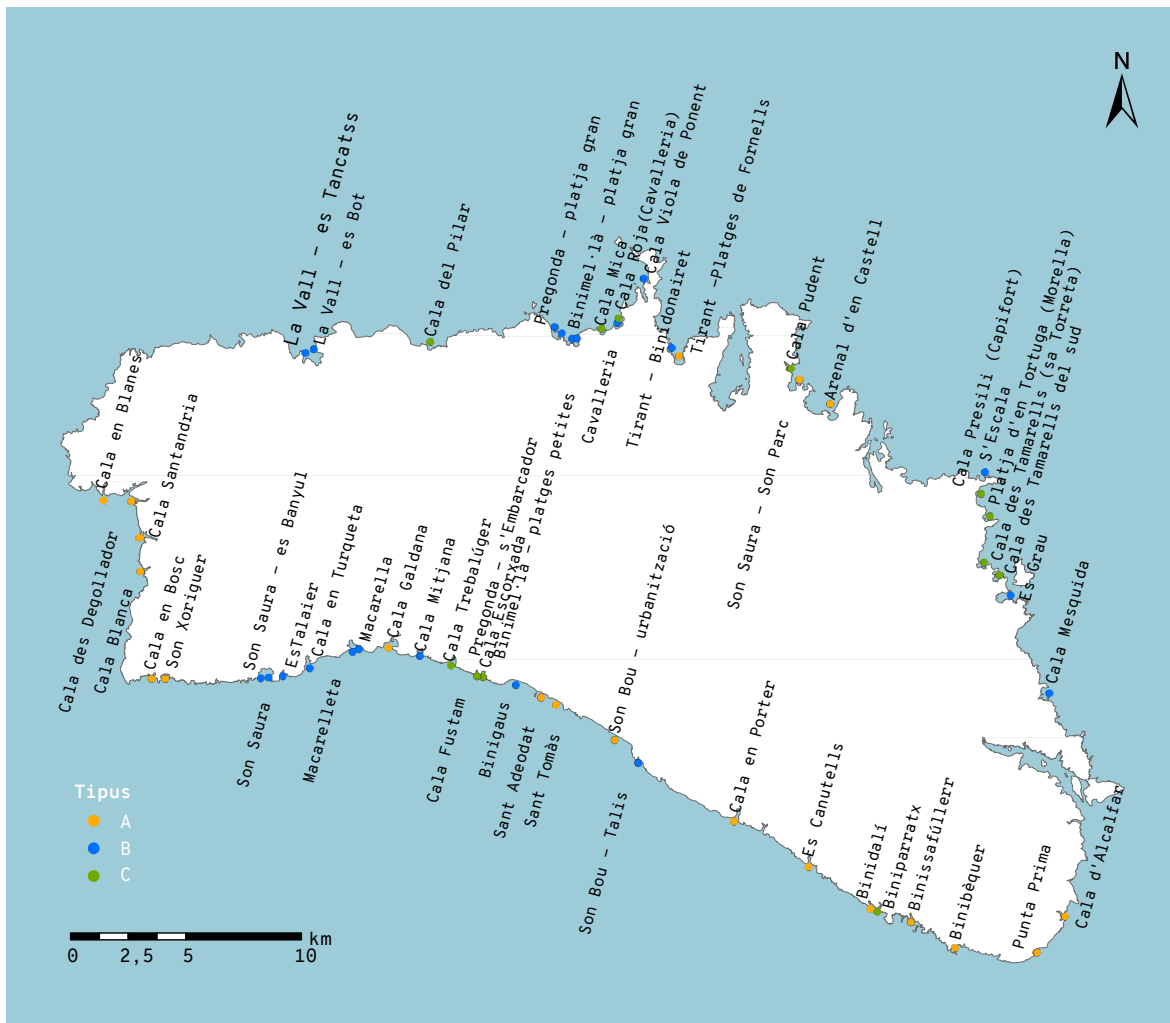 N
La Vall - es Tancatss
La Vall - es Bot
Cala del Pilar
Pregonda - platja gran
Binimel·là - platja gran
Cala Mica
Cala Roja(Cavalleria)
Cala Viola de Ponent
Tirant - Binidonairet
Tirant -Platges de Fornells
Cala Pudent
Arenal d'en Castell
Cala Presili (Capifort)
S'Escala
Platja d'en Tortuga (Morella)
Cala des Tamarells (sa Torreta)
Cala des Tamarells del sud
Es Grau
Cala Mesquida
Cala en Blanes
Cala Santandria
Cavalleria
Son Saura - Son Parc
Cala des Degollador
Cala Blanca
Cala en Bosc
Son Xoriguer
Son Saura - es Banyul
EsTalaier
Cala en Turqueta
Macarella
Cala Galdana
Cala Mitjana
Cala Trebalúger
Pregonda - s'Embarcador
Cala Escorxada
Binimel·là - platges petites
Son Bou - urbanització
Son Saura
Macarelleta
Cala Fustam
Binigaus
Sant Adeodat
Sant Tomàs
Son Bou - Talis
Cala en Porter
Es Canutells
Binidalí
Biniparratx
Binissafúllerr
Binibèquer
Punta Prima
Cala d'Alcalfar
Tipus
A
B
C
km
0 2,5 5 10